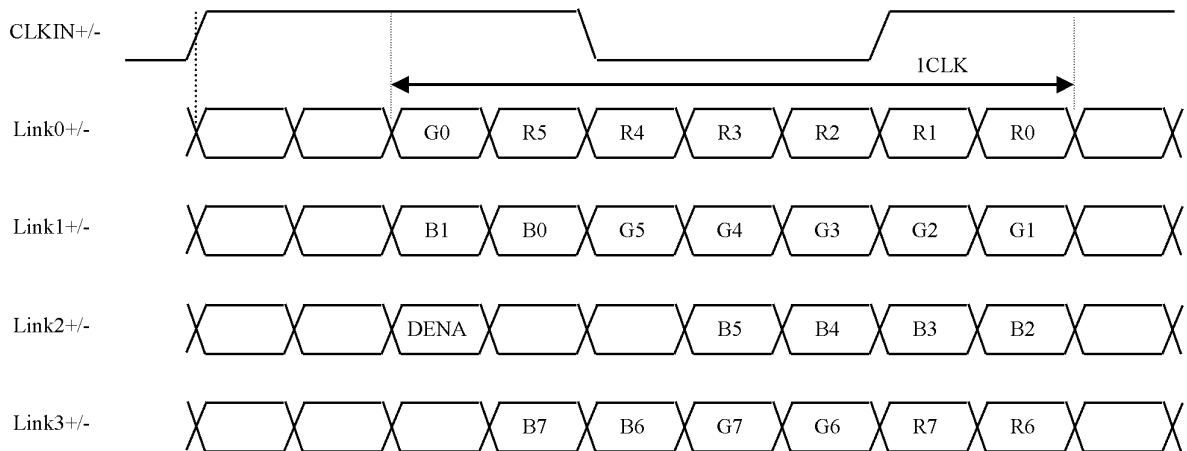 CLKIN+/-
1CLK
Link0+/- G0 R5 R4 R3 R2 R1 R0
Link1+/- B1 B0 G5 G4 G3 G2 G1
Link2+/- DENA B5 B4 B3 B2
Link3+/- B7 B6 G7 G6 R7 R6